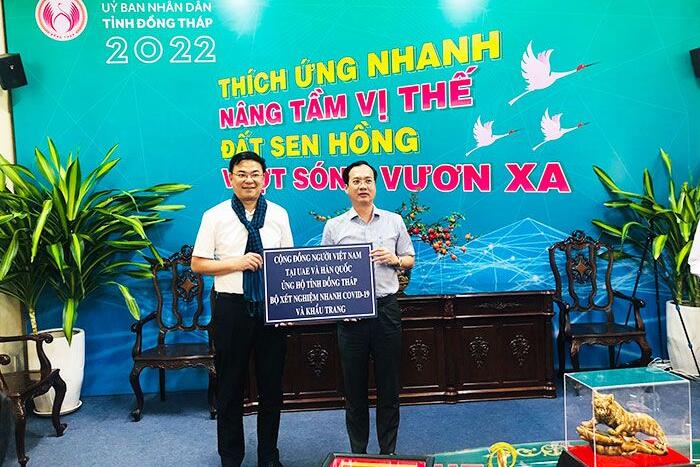 ỦY BAN NHÂN DÂN
TỈNH ĐỒNG THÁP
2022
THÍCH ỨNG NHANH
NÂNG TẦM VỊ THẾ
ĐẤT SEN HỒNG
SÓNG VƯƠN XA
CỘNG ĐỒNG NGƯỜI VIỆT NAM
TẠI UAE VÀ HÀN QUỐC
ỦNG HỘ TỈNH ĐỒNG THÁP
BỘ XÉT NGHIỆM NHANH COVID-19
VÀ KHẨU TRANG